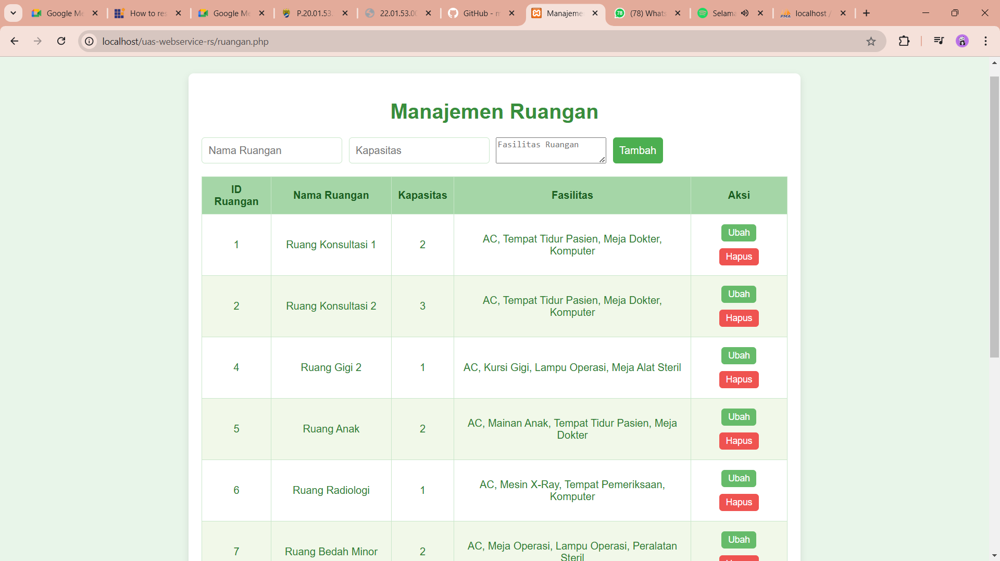 Google Me
How to res
Google Me
P.20.01.53.
22.01.53.00
GitHub - m
Manajeme
(78) Whats
Selama
localhost /
localhost/uas-webservice-rs/ruangan.php
Manajemen Ruangan
Nama Ruangan
Kapasitas
Fasilitas Ruangan
Tambah
ID
Ruangan
Nama Ruangan
Kapasitas
Fasilitas
Aksi
1
Ruang Konsultasi 1
2
AC, Tempat Tidur Pasien, Meja Dokter,
Komputer
Ubah
Hapus
2
Ruang Konsultasi 2
3
AC, Tempat Tidur Pasien, Meja Dokter,
Komputer
Ubah
Hapus
4
Ruang Gigi 2
1
AC, Kursi Gigi, Lampu Operasi, Meja Alat Steril
Ubah
Hapus
5
Ruang Anak
2
AC, Mainan Anak, Tempat Tidur Pasien, Meja
Dokter
Ubah
Hapus
6
Ruang Radiologi
1
AC, Mesin X-Ray, Tempat Pemeriksaan,
Komputer
Ubah
Hapus
7
Ruang Bedah Minor
2
AC, Meja Operasi, Lampu Operasi, Peralatan
Steril
Ubah